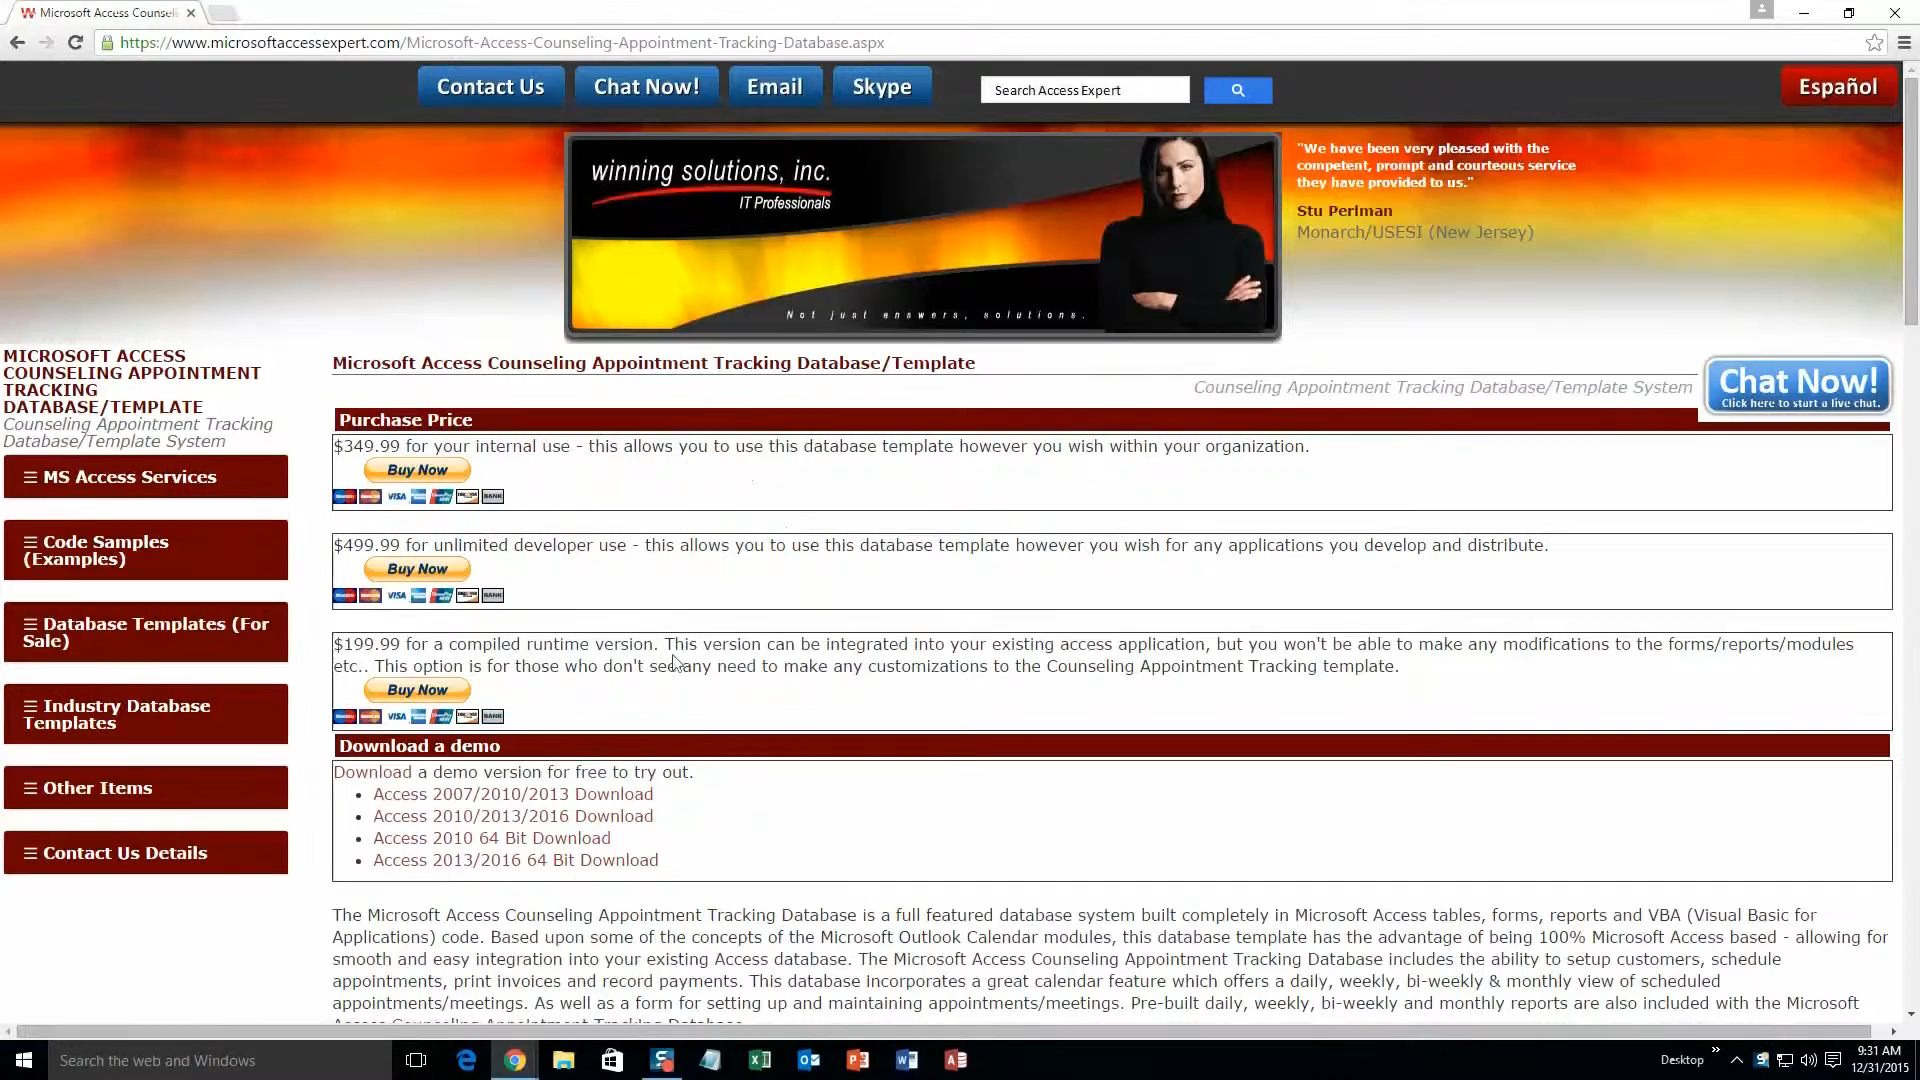 Microsoft Access Counseli
https://www.microsoftaccessexpert.com/Microsoft-Access-Counseling-Appointment-Tracking-Database.aspx
Contact Us
Chat Now!
Email
Skype
Search Access Expert
Español
winning solutions, inc.
IT Professionals
Not just answers, solutions.
"We have been very pleased with the
competent, prompt and courteous service
they have provided to us."
Stu Perlman
Monarch/USESI (New Jersey)
MICROSOFT ACCESS
COUNSELING APPOINTMENT
TRACKING
DATABASE/TEMPLATE
Counseling Appointment Tracking
Database/Template System
☰ MS Access Services
☰ Code Samples
(Examples)
☰ Database Templates (For
Sale)
☰ Industry Database
Templates
☰ Other Items
☰ Contact Us Details
Microsoft Access Counseling Appointment Tracking Database/Template
Counseling Appointment Tracking Database/Template System
Chat Now!
Click here to start a live chat.
Purchase Price
$349.99 for your internal use - this allows you to use this database template however you wish within your organization.
Buy Now
VISA BANK
$499.99 for unlimited developer use - this allows you to use this database template however you wish for any applications you develop and distribute.
Buy Now
VISA BANK
$199.99 for a compiled runtime version. This version can be integrated into your existing access application, but you won't be able to make any modifications to the forms/reports/modules
etc.. This option is for those who don't see any need to make any customizations to the Counseling Appointment Tracking template.
Buy Now
VISA BANK
Download a demo
Download a demo version for free to try out.
• Access 2007/2010/2013 Download
• Access 2010/2013/2016 Download
• Access 2010 64 Bit Download
• Access 2013/2016 64 Bit Download
The Microsoft Access Counseling Appointment Tracking Database is a full featured database system built completely in Microsoft Access tables, forms, reports and VBA (Visual Basic for
Applications) code. Based upon some of the concepts of the Microsoft Outlook Calendar modules, this database template has the advantage of being 100% Microsoft Access based - allowing for
smooth and easy integration into your existing Access database. The Microsoft Access Counseling Appointment Tracking Database includes the ability to setup customers, schedule
appointments, print invoices and record payments. This database incorporates a great calendar feature which offers a daily, weekly, bi-weekly & monthly view of scheduled
appointments/meetings. As well as a form for setting up and maintaining appointments/meetings. Pre-built daily, weekly, bi-weekly and monthly reports are also included with the Microsoft
Access Counseling Appointment Tracking Database.
Search the web and Windows
Desktop
9:31 AM
12/31/2015